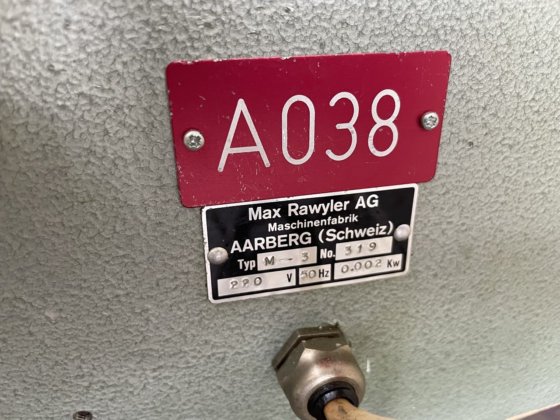 A038
Max Rawyler AG
Maschinenfabrik
AARBERG (Schweiz)
Typ M-3 No. 319
220 V 50 Hz 0.002 Kw